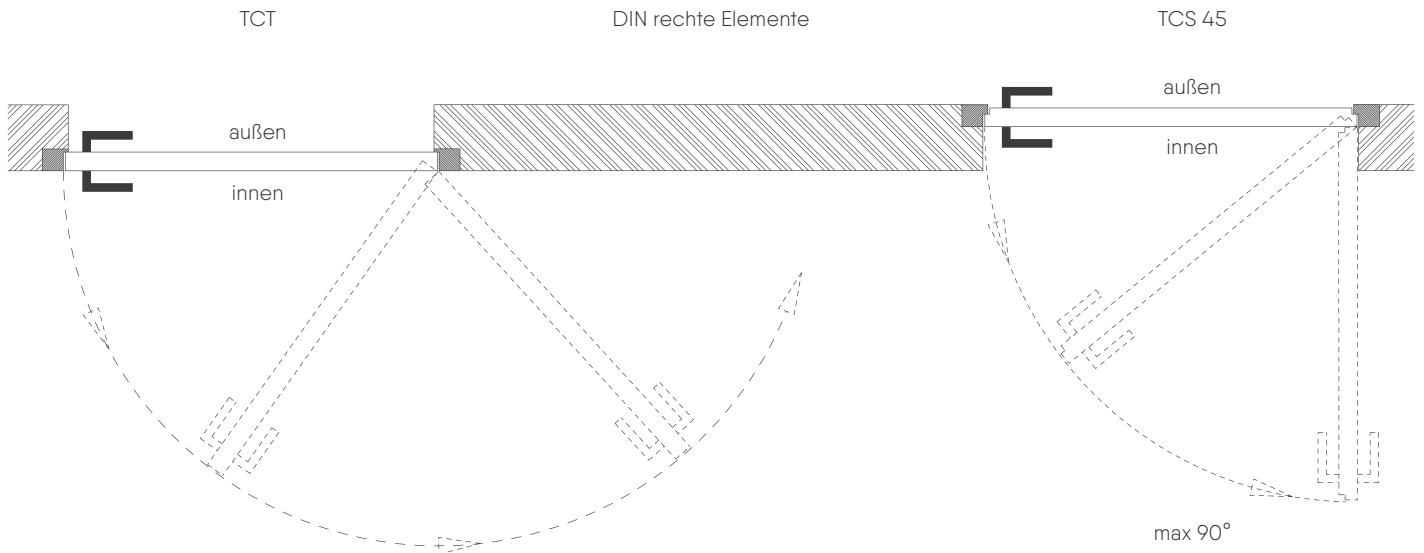 TCT
DIN rechte Elemente
TCS 45
außen
innen
außen
innen
max 90°